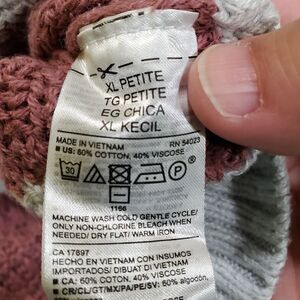 XL PETITE
TG PETITE
EG CHICA
XL KECIL
MADE IN VIETNAM RN 54023
■ US: 60% COTTON, 40% VISCOSE
30
P
1166
MACHINE WASH COLD GENTLE CYCLE/
ONLY NON-CHLORINE BLEACH WHEN
NEEDED/ DRY FLAT/ WARM IRON
CA 17897
HECHO EN VIETNAM CON INSUMOS
IMPORTADOS/ DIBUAT DI VIETNAM
■ CA: 60% COTON, 40% VISCOSE
■ CR/CL/GT/MX/PA/PE/SV: 60% algodón,